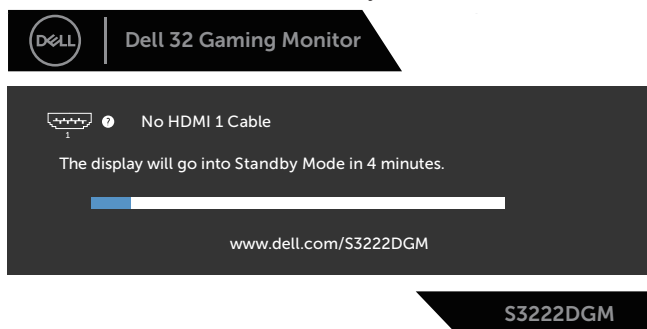 DELL
Dell 32 Gaming Monitor
1
?
No HDMI 1 Cable
The display will go into Standby Mode in 4 minutes.
www.dell.com/S3222DGM
S3222DGM